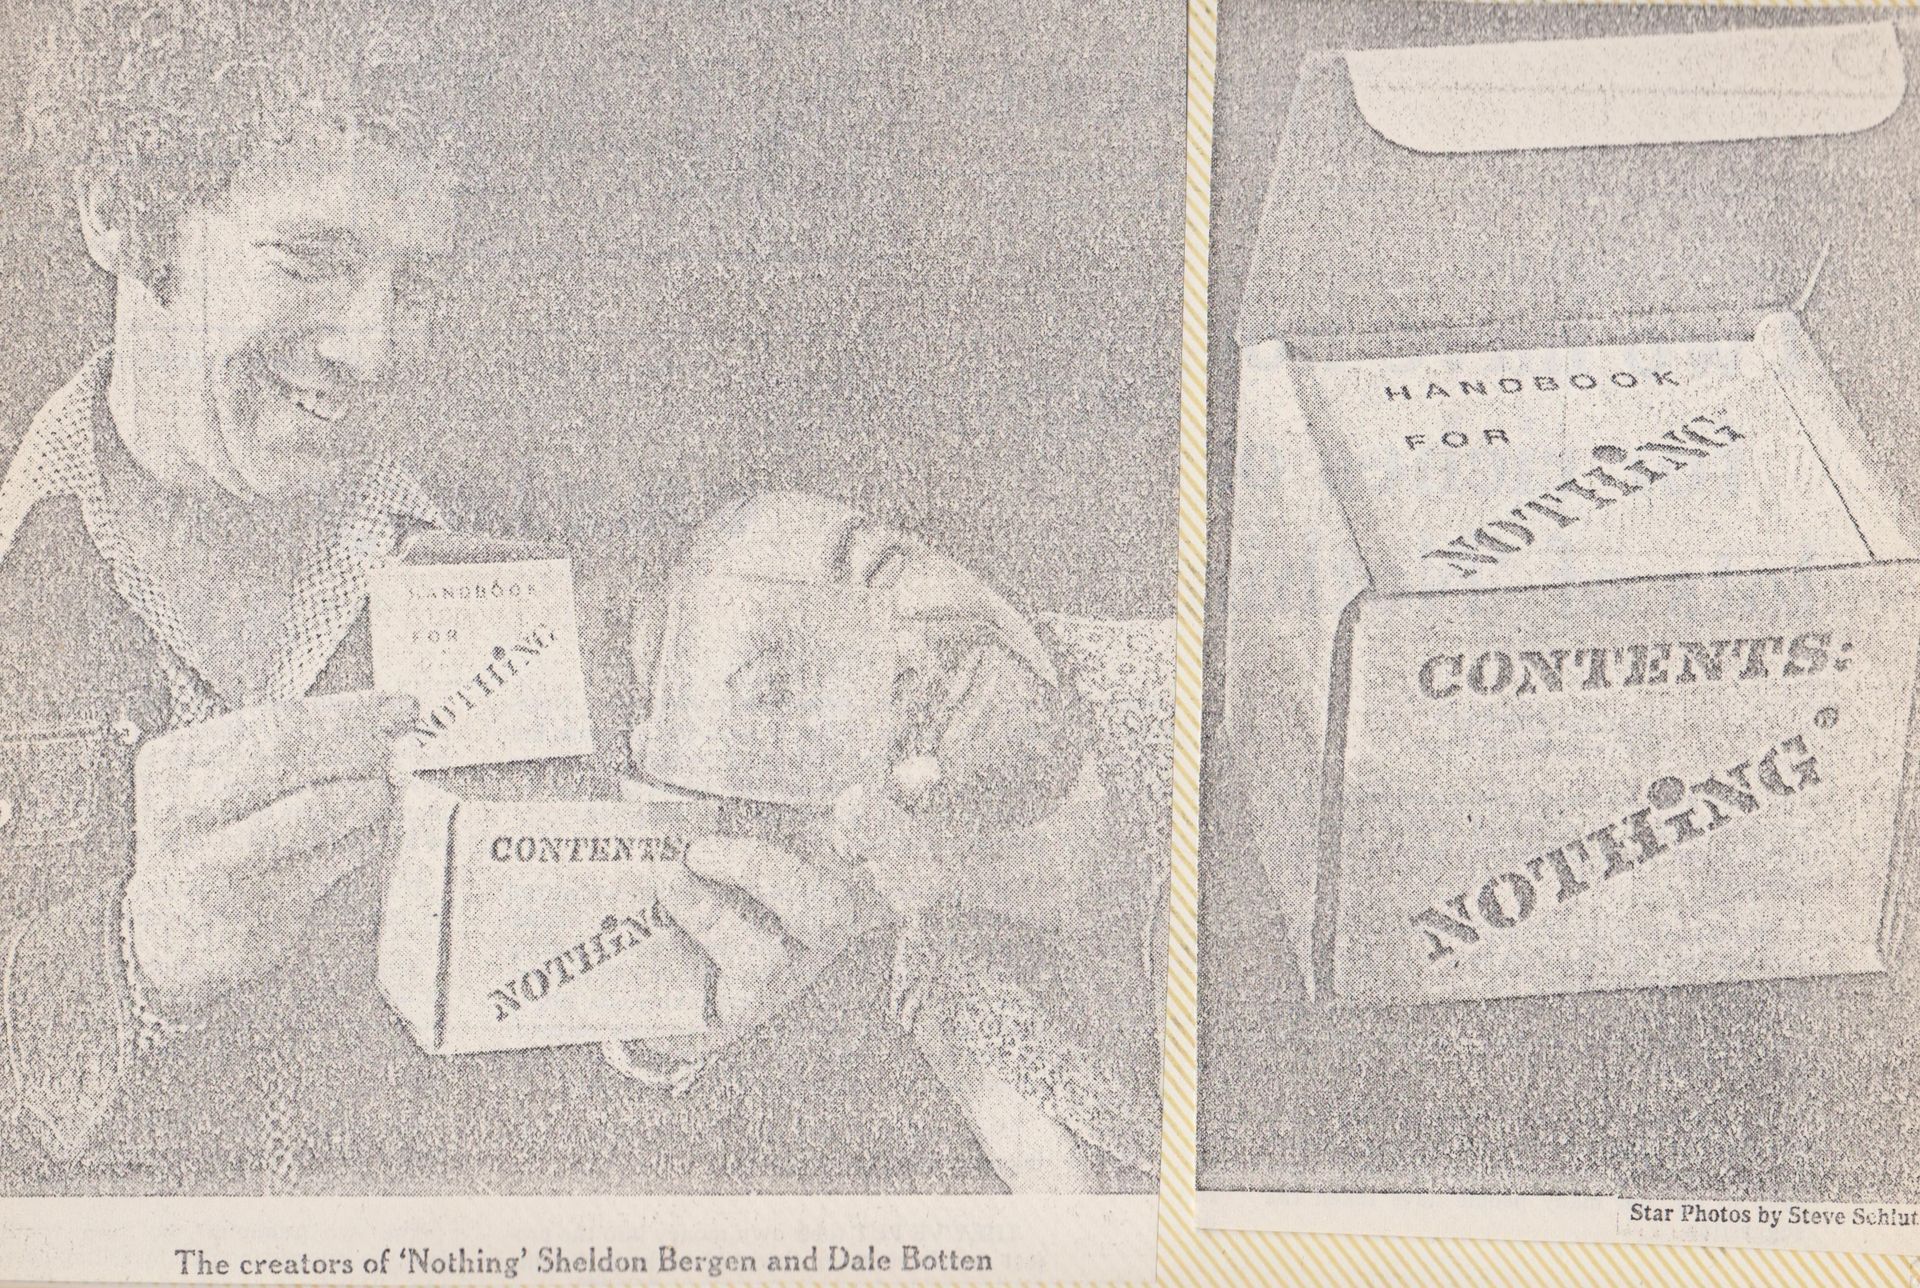 HANDBOOK
FOR
NOTHiNG
CONTENTS:
NOTHiNG
The creators of ‘Nothing’ Sheldon Bergen and Dale Botten
HANDBOOK
FOR
NOTHiNG
CONTENTS:
NOTHiNG
Star Photos by Steve